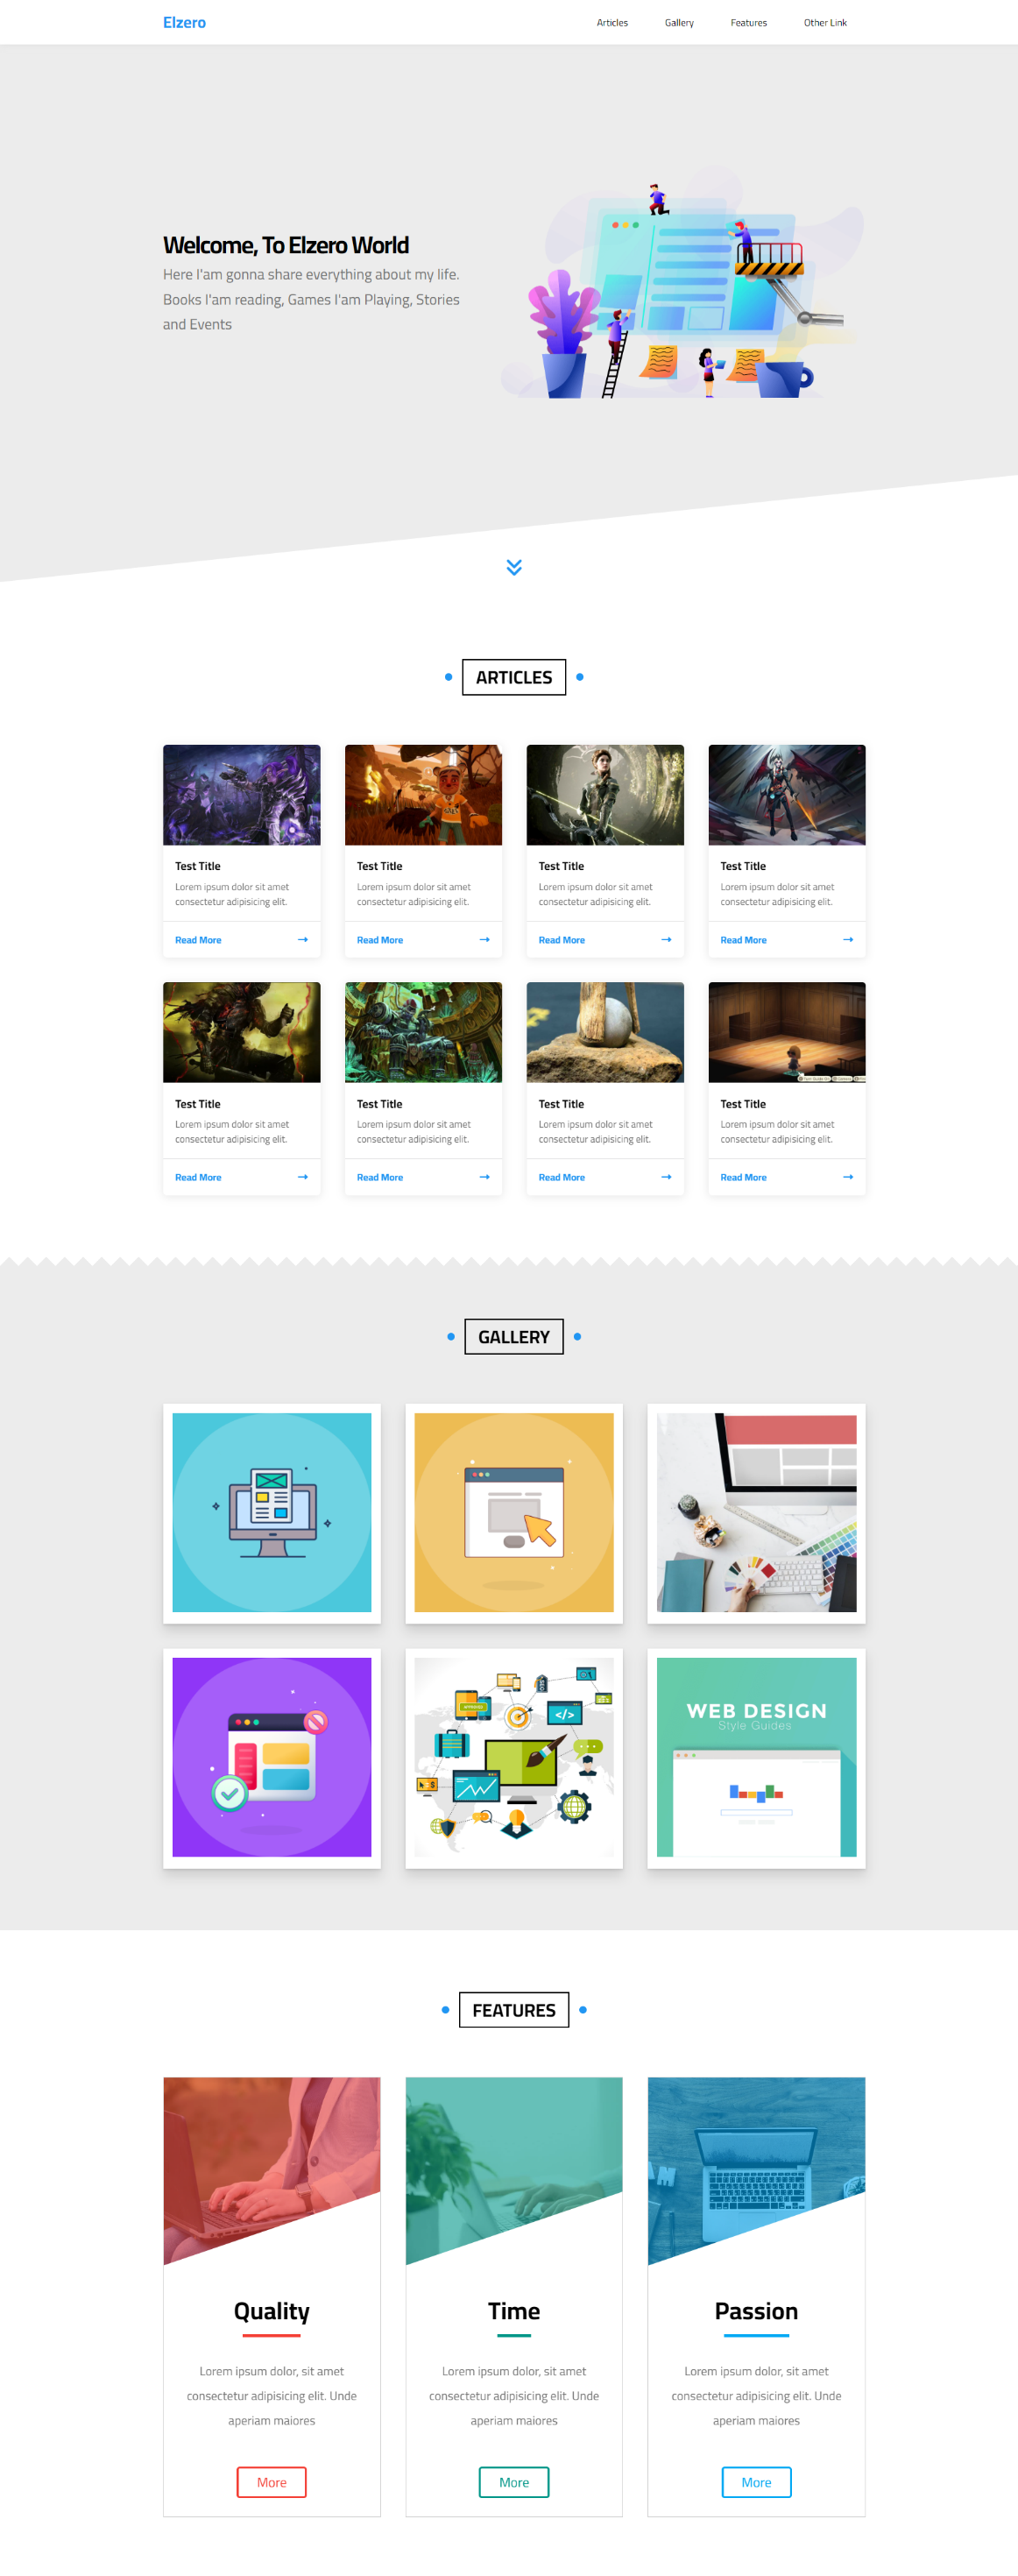 Elzero
Articles
Gallery
Features
Other Link
Welcome, To Elzero World
Here I'am gonna share everything about my life.
Books I'am reading, Games I'am Playing, Stories
and Events
ARTICLES
Test Title
Lorem ipsum dolor sit amet
consectetur adipisicing elit.
Read More
Test Title
Lorem ipsum dolor sit amet
consectetur adipisicing elit.
Read More
Test Title
Lorem ipsum dolor sit amet
consectetur adipisicing elit.
Read More
Test Title
Lorem ipsum dolor sit amet
consectetur adipisicing elit.
Read More
Test Title
Lorem ipsum dolor sit amet
consectetur adipisicing elit.
Read More
Test Title
Lorem ipsum dolor sit amet
consectetur adipisicing elit.
Read More
Test Title
Lorem ipsum dolor sit amet
consectetur adipisicing elit.
Read More
Test Title
Lorem ipsum dolor sit amet
consectetur adipisicing elit.
Read More
GALLERY
SEO
</>
$
WEB DESIGN
Style Guides
FEATURES
Quality
Lorem ipsum dolor, sit amet
consectetur adipisicing elit. Unde
aperiam maiores
More
Time
Lorem ipsum dolor, sit amet
consectetur adipisicing elit. Unde
aperiam maiores
More
Passion
Lorem ipsum dolor, sit amet
consectetur adipisicing elit. Unde
aperiam maiores
More